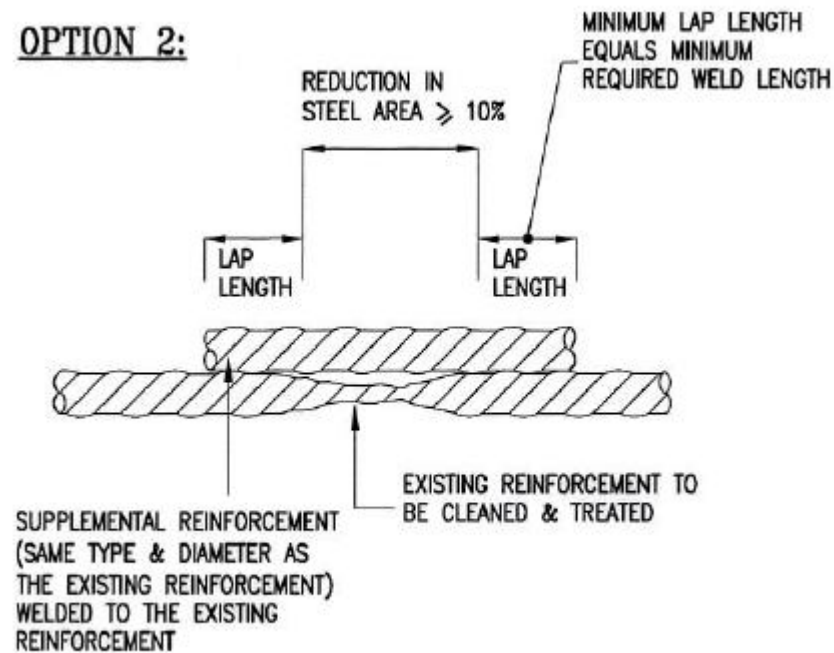 OPTION 2:
MINIMUM LAP LENGTH
EQUALS MINIMUM
REQUIRED WELD LENGTH
REDUCTION IN
STEEL AREA ⩾ 10%
LAP
LENGTH
LAP
LENGTH
EXISTING REINFORCEMENT TO
BE CLEANED & TREATED
SUPPLEMENTAL REINFORCEMENT
(SAME TYPE & DIAMETER AS
THE EXISTING REINFORCEMENT)
WELDED TO THE EXISTING
REINFORCEMENT